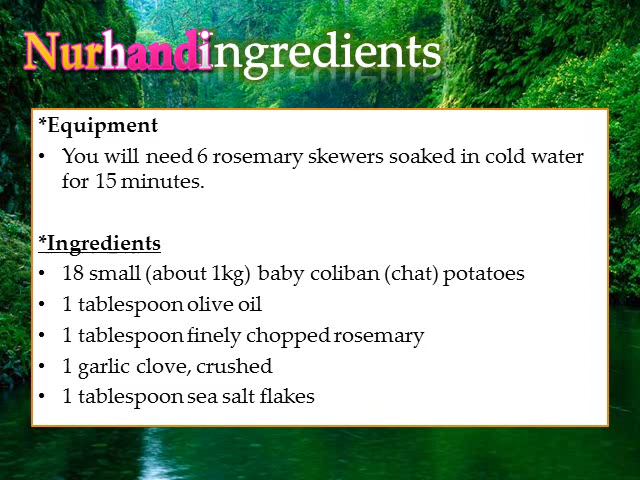 Nurhandiingredients
*Equipment
• You will need 6 rosemary skewers soaked in cold water
for 15 minutes.
*Ingredients
• 18 small (about 1kg) baby coliban (chat) potatoes
• 1 tablespoon olive oil
• 1 tablespoon finely chopped rosemary
• 1 garlic clove, crushed
• 1 tablespoon sea salt flakes